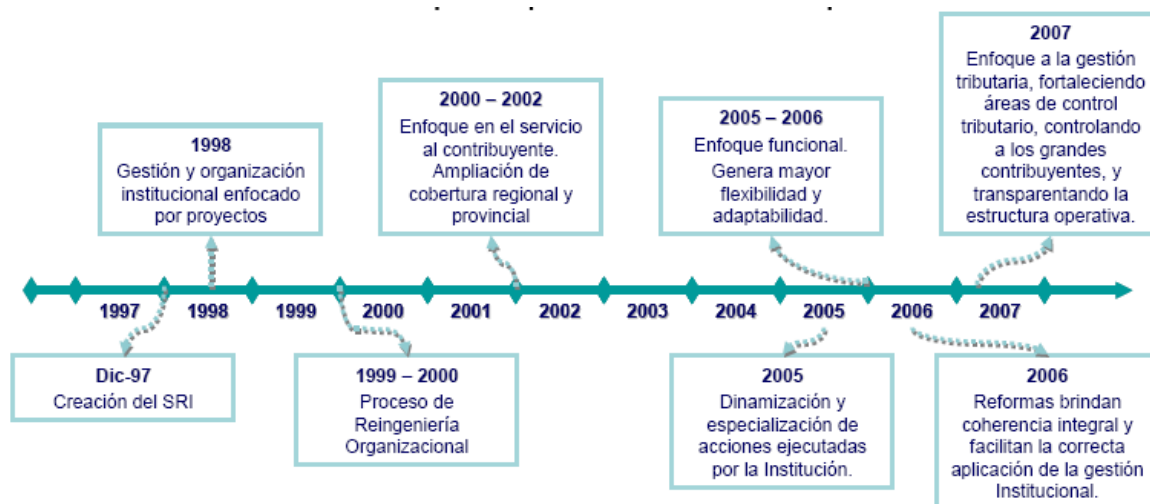 2007
Enfoque a la gestión
tributaria, fortaleciendo
áreas de control
tributario, controlando
a los grandes
contribuyentes, y
transparentando la
estructura operativa.
2000 – 2002
Enfoque en el servicio
al contribuyente.
Ampliación de
cobertura regional y
provincial
2005 – 2006
Enfoque funcional.
Genera mayor
flexibilidad y
adaptabilidad.
1998
Gestión y organización
institucional enfocado
por proyectos
1997 1998 1999 2000 2001 2002 2003 2004 2005 2006 2007
Dic-97
Creación del SRI
1999 – 2000
Proceso de
Reingeniería
Organizacional
2005
Dinamización y
especialización de
acciones ejecutadas
por la Institución.
2006
Reformas brindan
coherencia integral y
facilitan la correcta
aplicación de la gestión
Institucional.